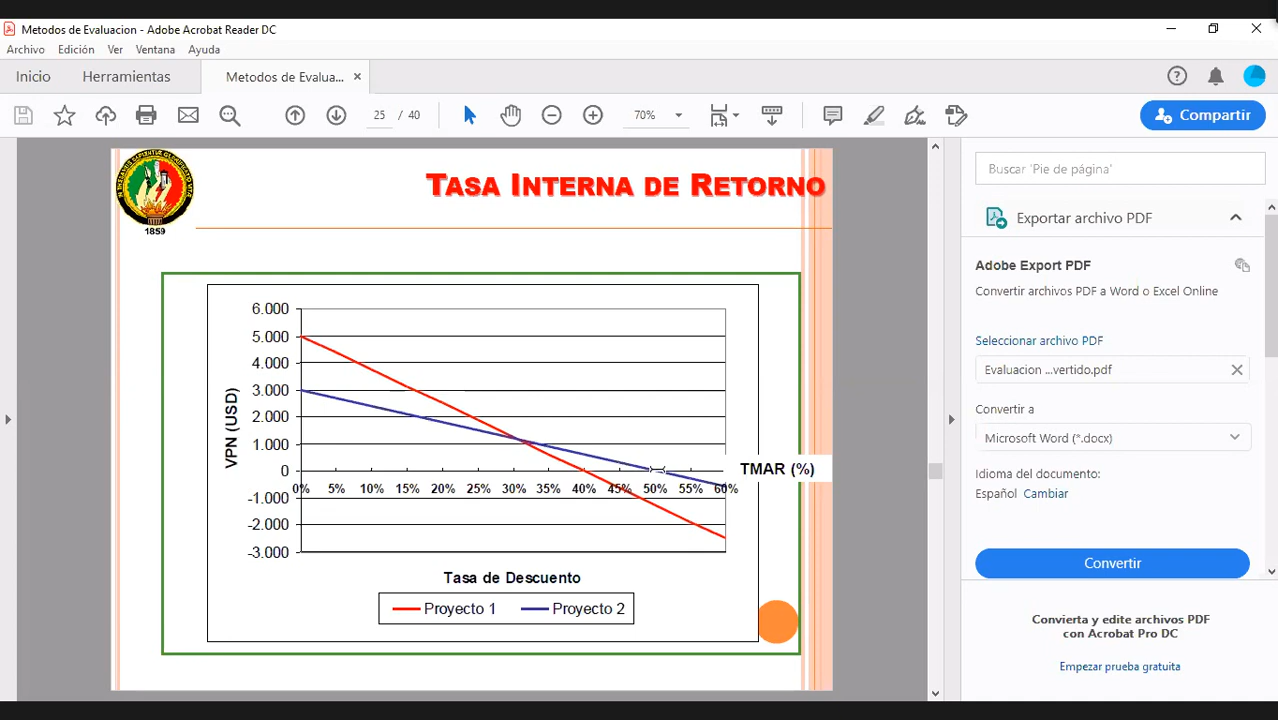 Metodos de Evaluacion - Adobe Acrobat Reader DC
Archivo Edición Ver Ventana Ayuda
Inicio Herramientas Metodos de Evalua... ×
25 / 40 70% Compartir
TASA INTERNA DE RETORNO
1859
6.000
5.000
4.000
3.000
2.000
1.000
0
-1.000
-2.000
-3.000
VPN (USD)
0% 5% 10% 15% 20% 25% 30% 35% 40% 45% 50% 55% 60%
TMAR (%)
Tasa de Descuento
Proyecto 1 Proyecto 2
Buscar 'Pie de página'
Exportar archivo PDF
Adobe Export PDF
Convertir archivos PDF a Word o Excel Online
Seleccionar archivo PDF
Evaluacion ...vertido.pdf
Convertir a
Microsoft Word (*.docx)
Idioma del documento:
Español Cambiar
Convertir
Convierta y edite archivos PDF
con Acrobat Pro DC
Empezar prueba gratuita